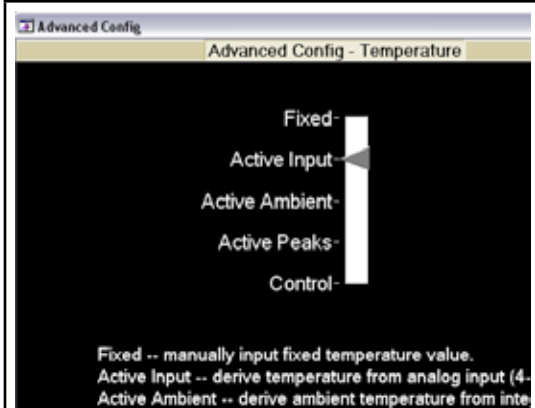 Advanced Config
Advanced Config - Temperature
Fixed-
Active Input-
Active Ambient-
Active Peaks-
Control-
Fixed -- manually input fixed temperature value.
Active Input -- derive temperature from analog input (4-
Active Ambient -- derive ambient temperature from inte